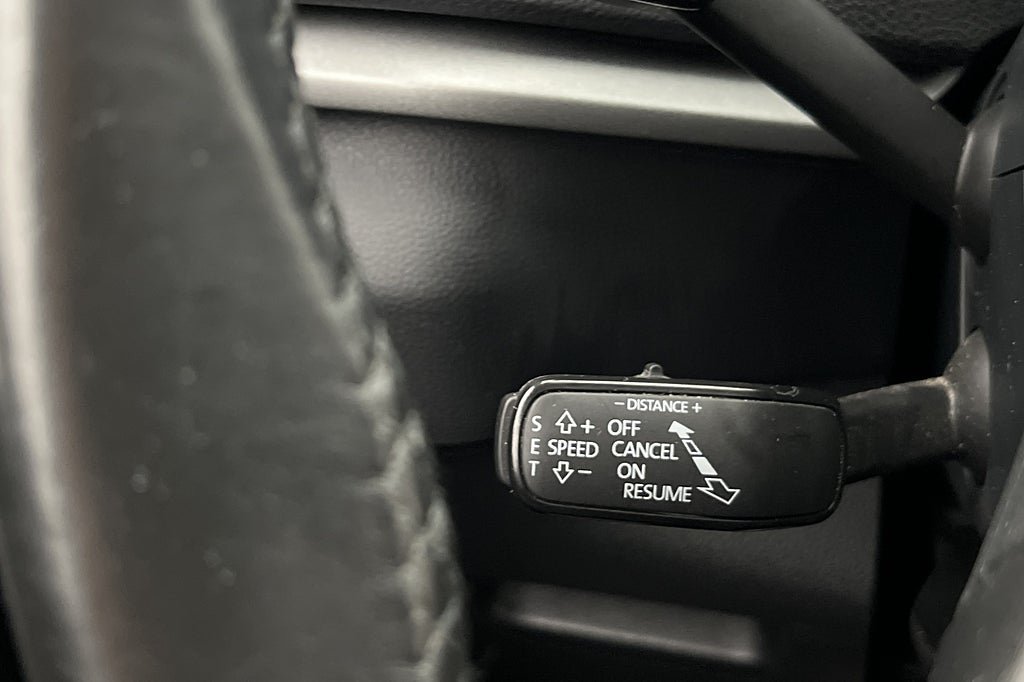 − DISTANCE +
S + OFF
E SPEED CANCEL
T − ON
RESUME